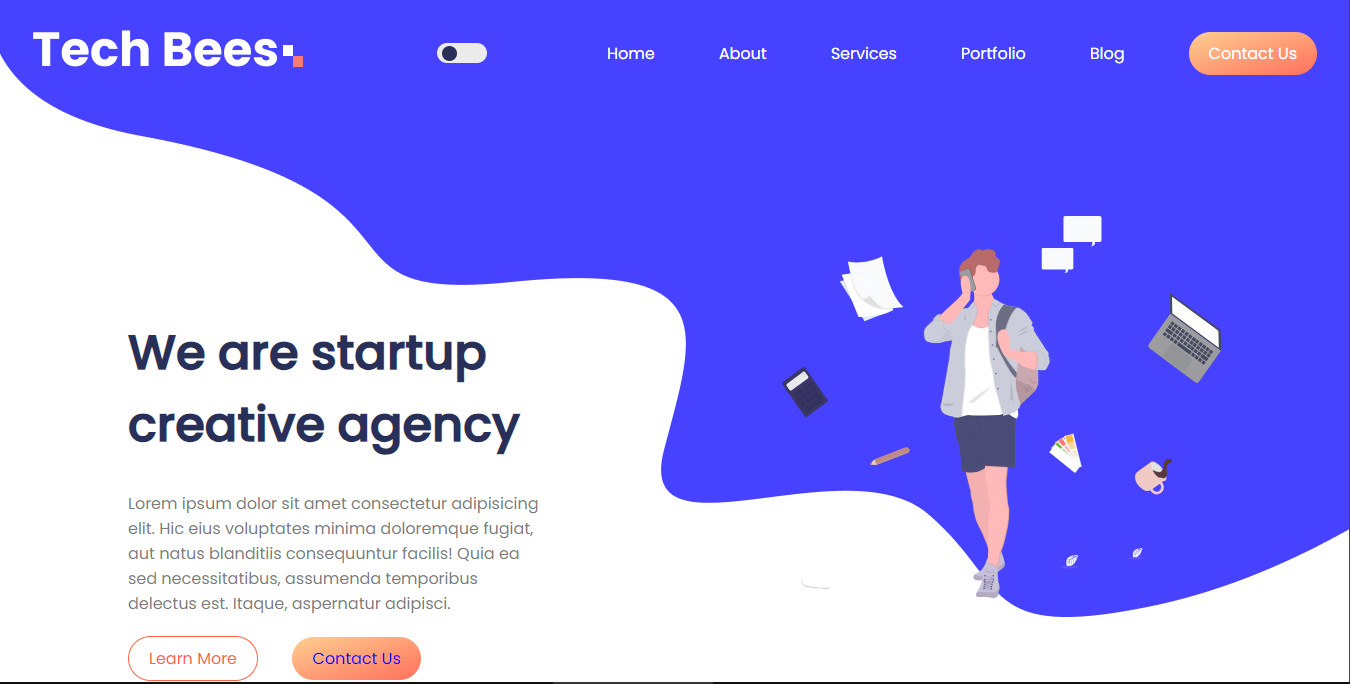 Tech Bees
Home About Services Portfolio Blog Contact Us
We are startup
creative agency
Lorem ipsum dolor sit amet consectetur adipisicing
elit. Hic eius voluptates minima doloremque fugiat,
aut natus blanditiis consequuntur facilis! Quia ea
sed necessitatibus, assumenda temporibus
delectus est. Itaque, aspernatur adipisci.
Learn More Contact Us